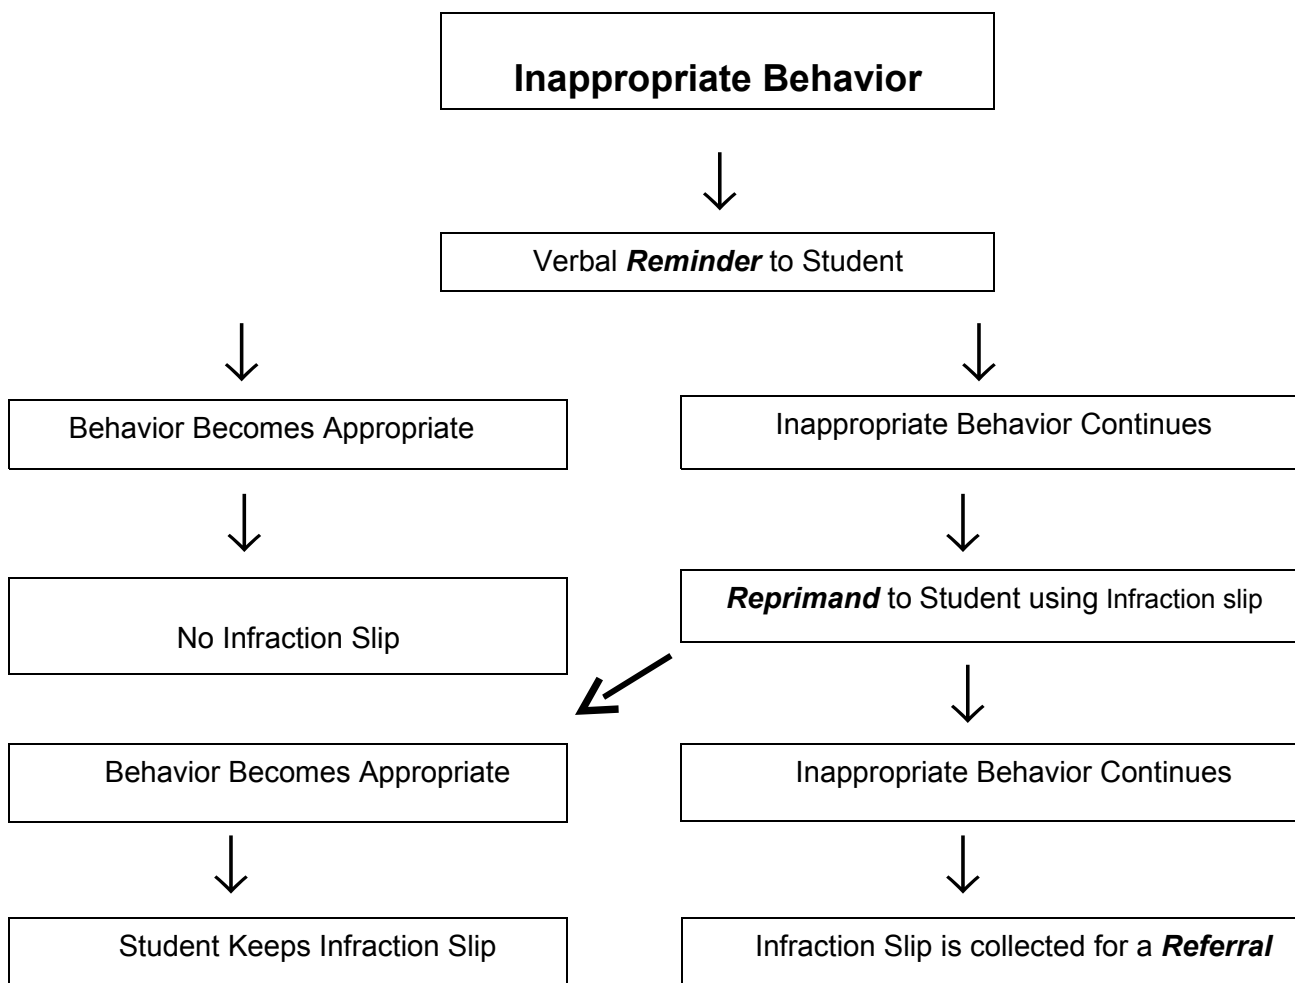 Inappropriate Behavior
Verbal Reminder to Student
Behavior Becomes Appropriate
Inappropriate Behavior Continues
No Infraction Slip
Reprimand to Student using Infraction slip
Behavior Becomes Appropriate
Inappropriate Behavior Continues
Student Keeps Infraction Slip
Infraction Slip is collected for a Referral